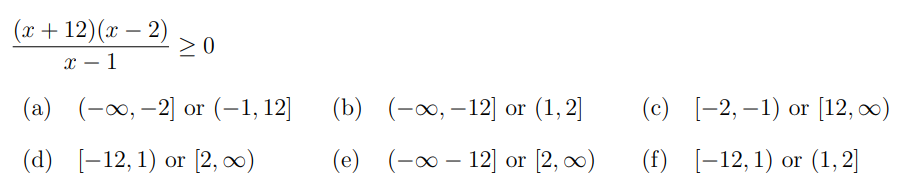 (x + 12)(x − 2)
x − 1
≥ 0
(a) (−∞, −2] or (−1, 12] (b) (−∞, −12] or (1, 2] (c) [−2, −1) or [12, ∞)
(d) [−12, 1) or [2, ∞) (e) (−∞ − 12] or [2, ∞) (f) [−12, 1) or (1, 2]